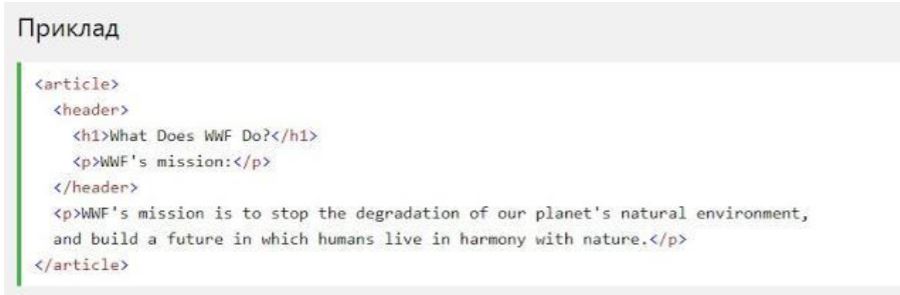 Приклад
<article>
<header>
<h1>What Does WWF Do?</h1>
<p>WWF's mission:</p>
</header>
<p>WWF's mission is to stop the degradation of our planet's natural environment,
and build a future in which humans live in harmony with nature.</p>
</article>